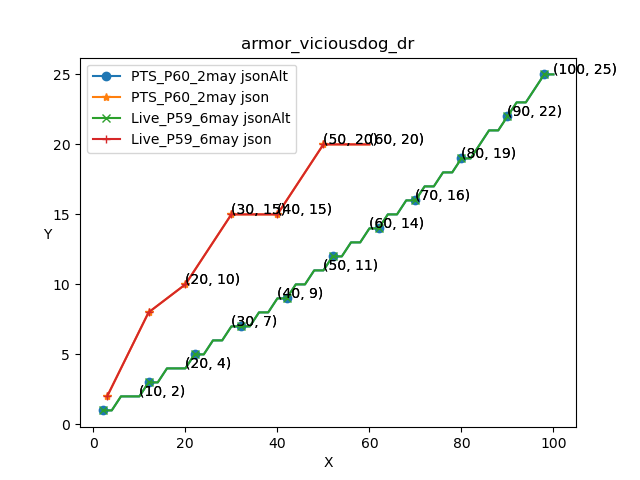 armor_viciousdog_dr
PTS_P60_2may jsonAlt
PTS_P60_2may json
Live_P59_6may jsonAlt
Live_P59_6may json
(100, 25)
(90, 22)
(50, 20)
(60, 20)
(80, 19)
(70, 16)
(30, 15)
(40, 15)
(60, 14)
(50, 11)
(20, 10)
(40, 9)
(30, 7)
(20, 4)
(10, 2)
25
20
15
10
5
0
Y
0 20 40 60 80 100
X